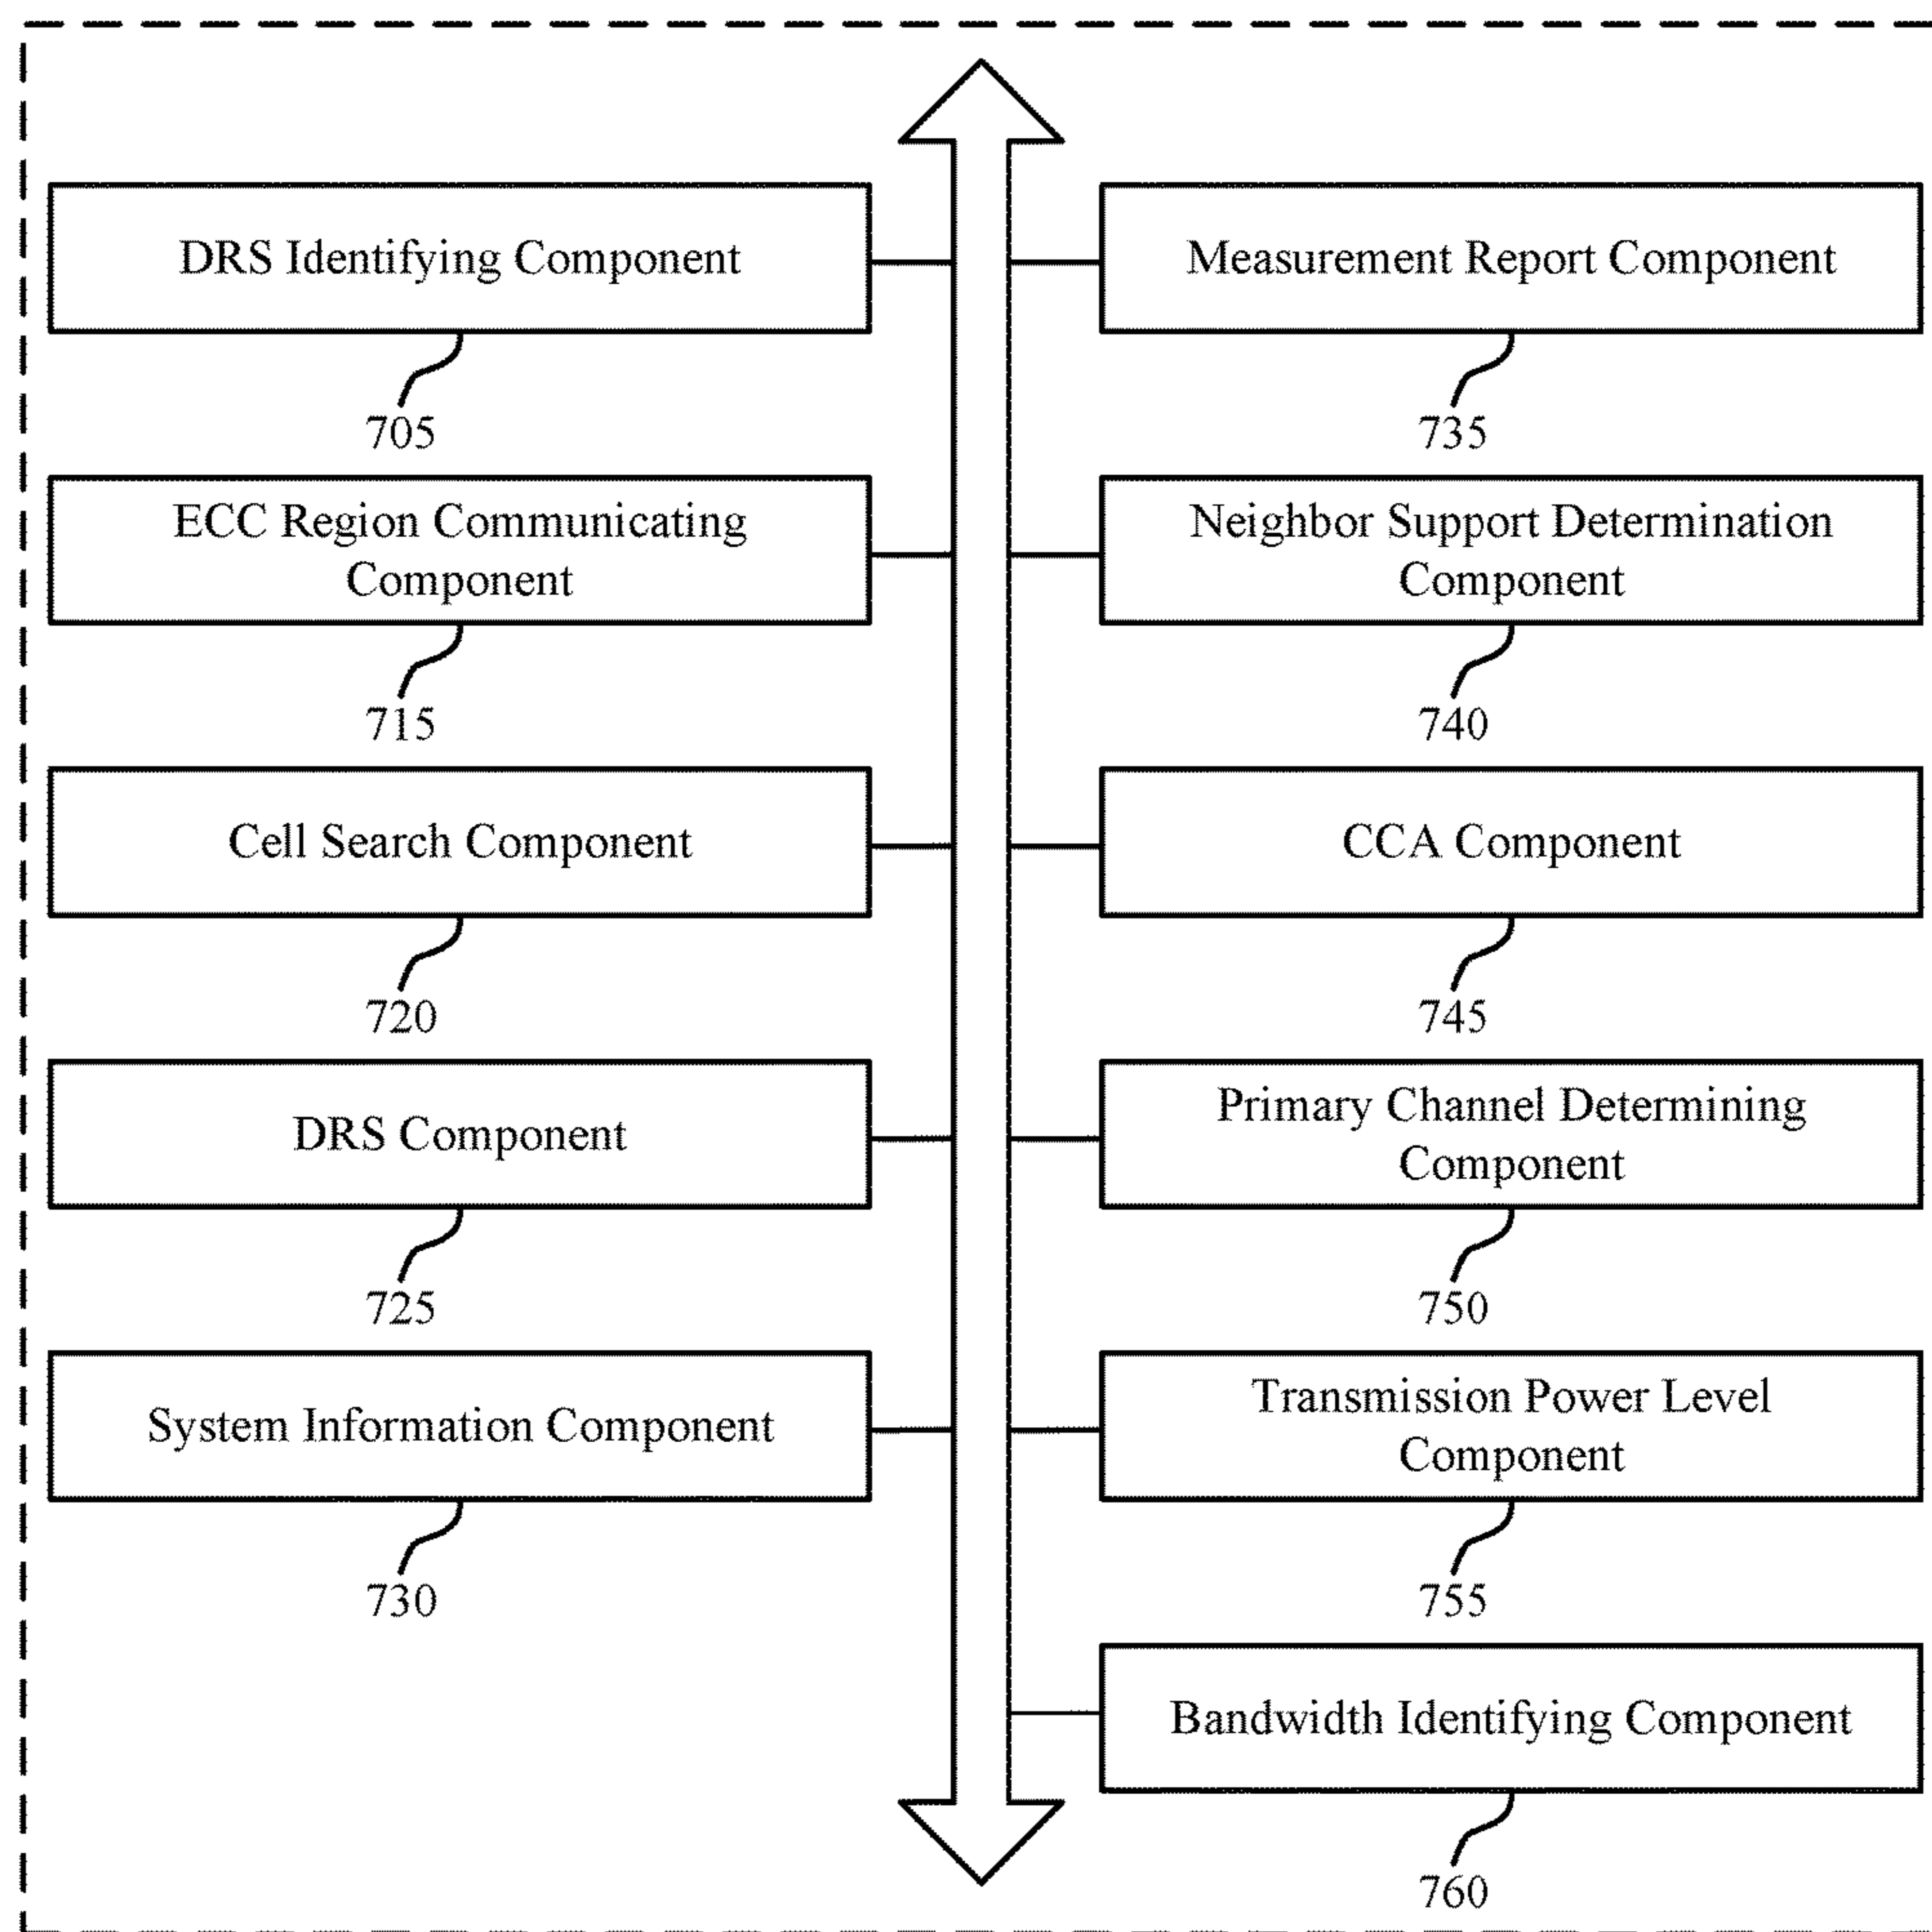 DRS Identifying Component
705
ECC Region Communicating
Component
715
Cell Search Component
720
DRS Component
725
System Information Component
730
Measurement Report Component
735
Neighbor Support Determination
Component
740
CCA Component
745
Primary Channel Determining
Component
750
Transmission Power Level
Component
755
Bandwidth Identifying Component
760